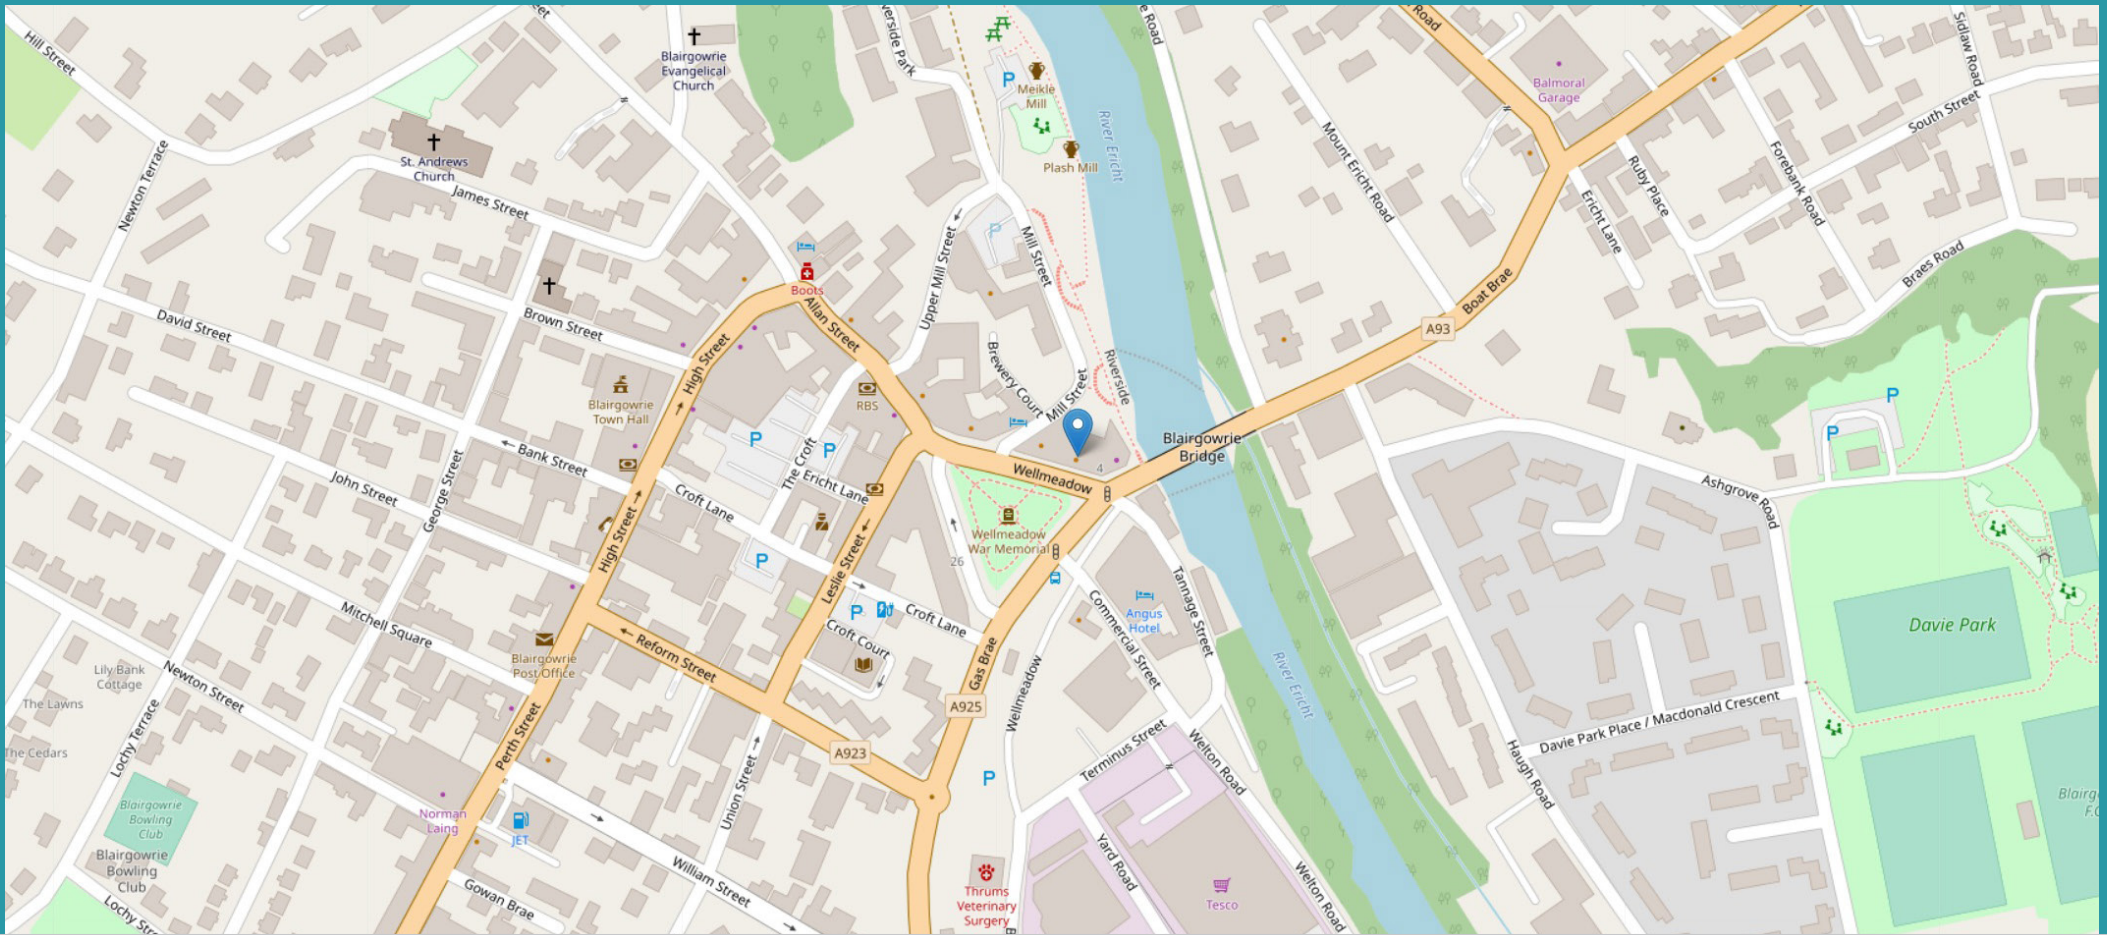 Hill Street
Blairgowrie
Evangelical
Church
Meikle
Mill
River Ericht
Plash Mill
Balmoral
Garage
Sidlaw Road
South Street
Mount Ericht Road
Ruby Place
Forebank Road
Ericht Lane
Braes Road
St. Andrews
Church
James Street
Newton Terrace
Upper Mill Street
Mill Street
Boots
Allan Street
David Street
Brown Street
High Street
Boat Brae
A93
Brewery Court
Mill Street
Riverside
RBS
Blairgowrie
Town Hall
Bank Street
George Street
John Street
The Croft
Ericht Lane
Croft Lane
High Street
Wellmeadow
4
Blairgowrie
Bridge
Ashgrove Road
Wellmeadow
War Memorial
26
Leslie Street
Croft Lane
Croft Court
Gas Brae
Commercial Street
Tannage Street
Angus
Hotel
Davie Park
River Ericht
Mitchell Square
Reform Street
Blairgowrie
Post Office
Lily Bank
Cottage
The Lawns
The Cedars
Newton Street
Lochy Terrace
Perth Street
A925
A923
Wellmeadow
Union Street
Terminus Street
Welton Road
Davie Park Place / Macdonald Crescent
Haugh Road
Norman
Laing
JET
Blairgowrie
Bowling
Club
Blairgowrie
Bowling
Club
William Street
Gowan Brae
Yard Road
Thrums
Veterinary
Surgery
Tesco
Welton Road
P
P
P
P
P
P
P
P
P